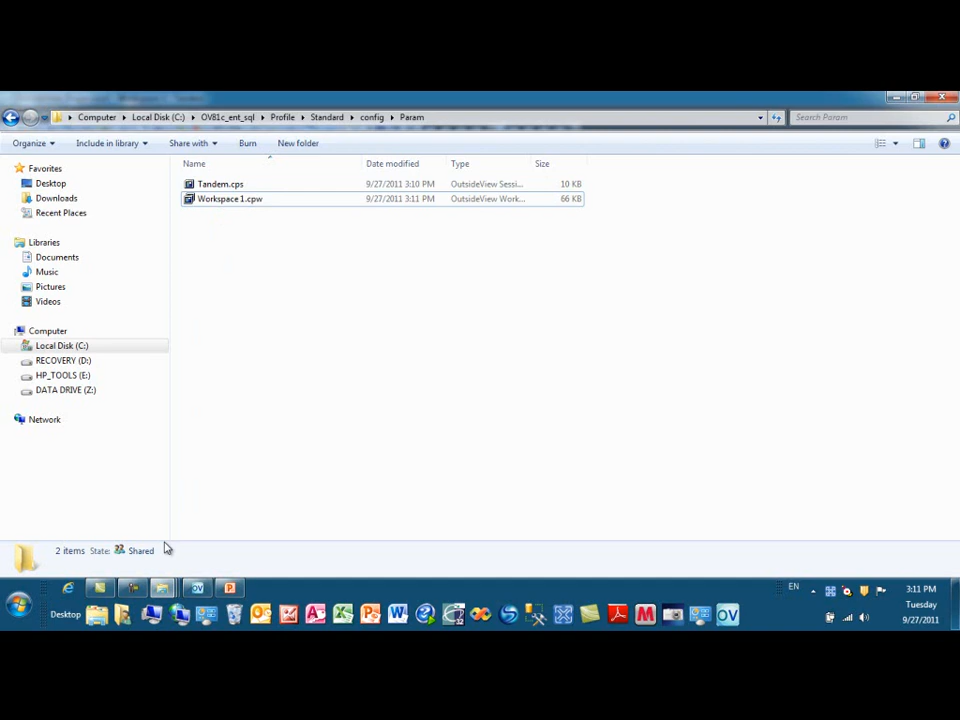 Computer Local Disk (C:) OV81c_ent_sql Profile Standard config Param
Search Param
Organize Include in library Share with Burn New folder
Favorites
Desktop
Downloads
Recent Places
Libraries
Documents
Music
Pictures
Videos
Computer
Local Disk (C:)
RECOVERY (D:)
HP_TOOLS (E:)
DATA DRIVE (Z:)
Network
Name Date modified Type Size
Tandem.cps 9/27/2011 3:10 PM OutsideView Sessi... 10 KB
Workspace 1.cpw 9/27/2011 3:11 PM OutsideView Work... 66 KB
2 items State: Shared
EN
3:11 PM
Tuesday
9/27/2011
Desktop
OV
32